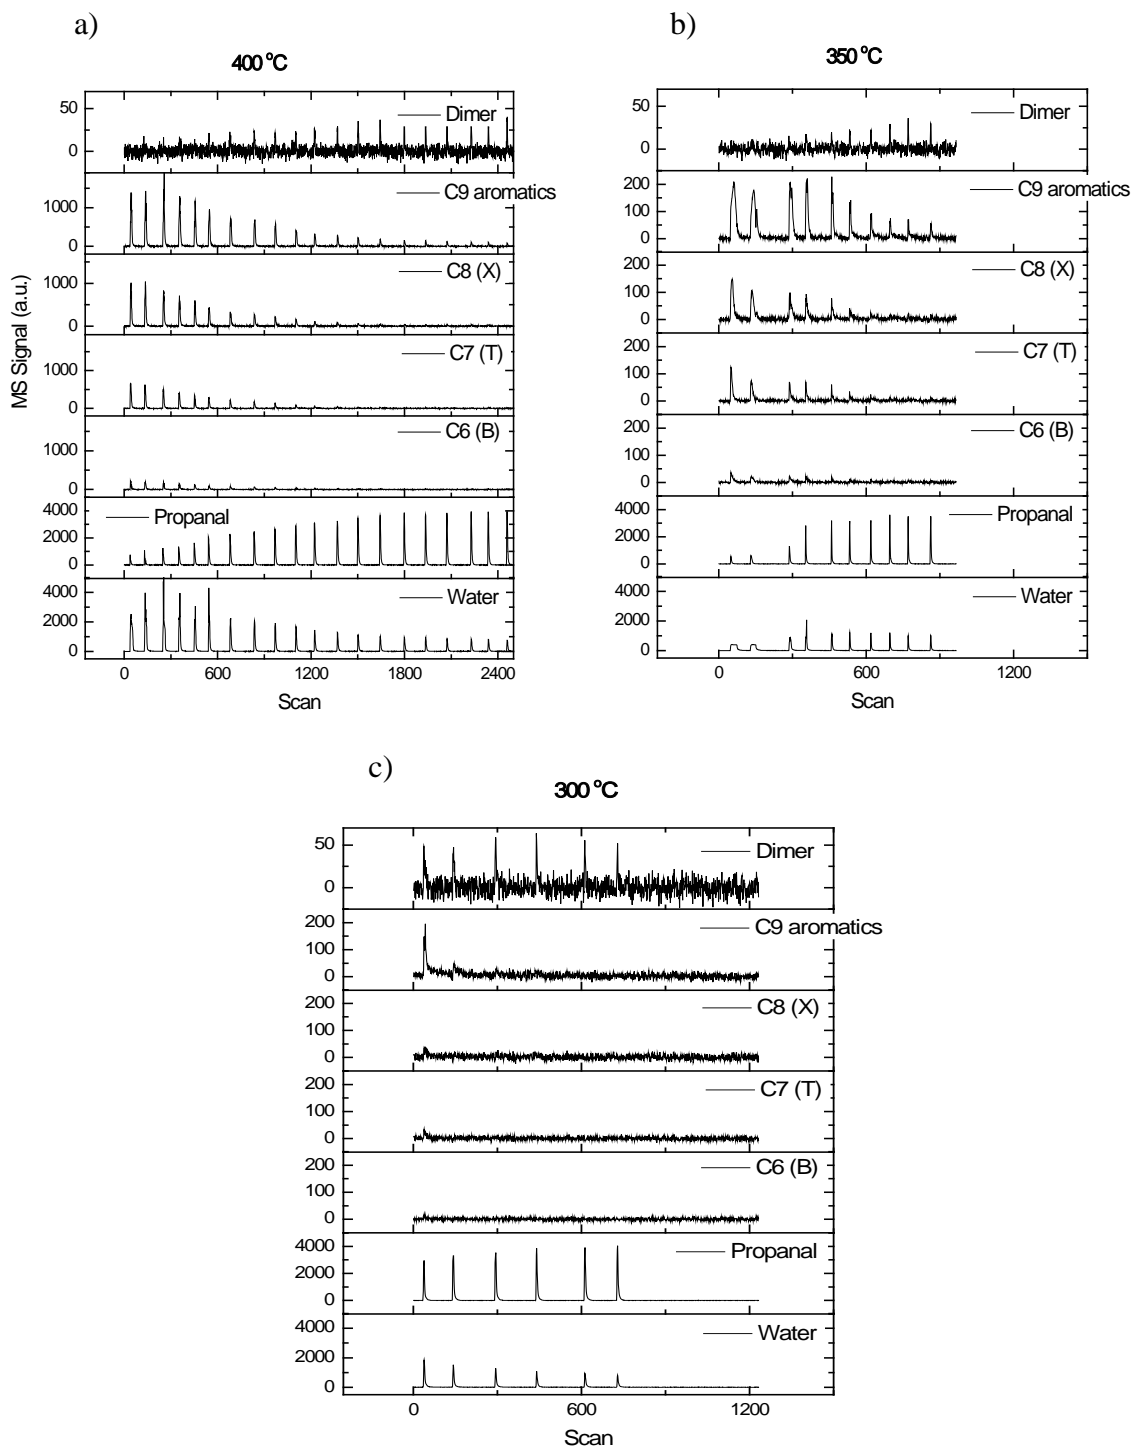 a)
400 °C
50
0
Dimer
1000
0
C9 aromatics
1000
0
C8 (X)
1000
0
C7 (T)
1000
0
C6 (B)
4000
2000
0
Propanal
4000
2000
0
Water
0 600 1200 1800 2400
Scan
MS Signal (a.u.)
b)
350 °C
50
0
Dimer
200
100
0
C9 aromatics
200
100
0
C8 (X)
200
100
0
C7 (T)
200
100
0
C6 (B)
4000
2000
0
Propanal
4000
2000
0
Water
0 600 1200
Scan
c)
300 °C
50
0
Dimer
200
100
0
C9 aromatics
200
100
0
C8 (X)
200
100
0
C7 (T)
200
100
0
C6 (B)
4000
2000
0
Propanal
4000
2000
0
Water
0 600 1200
Scan